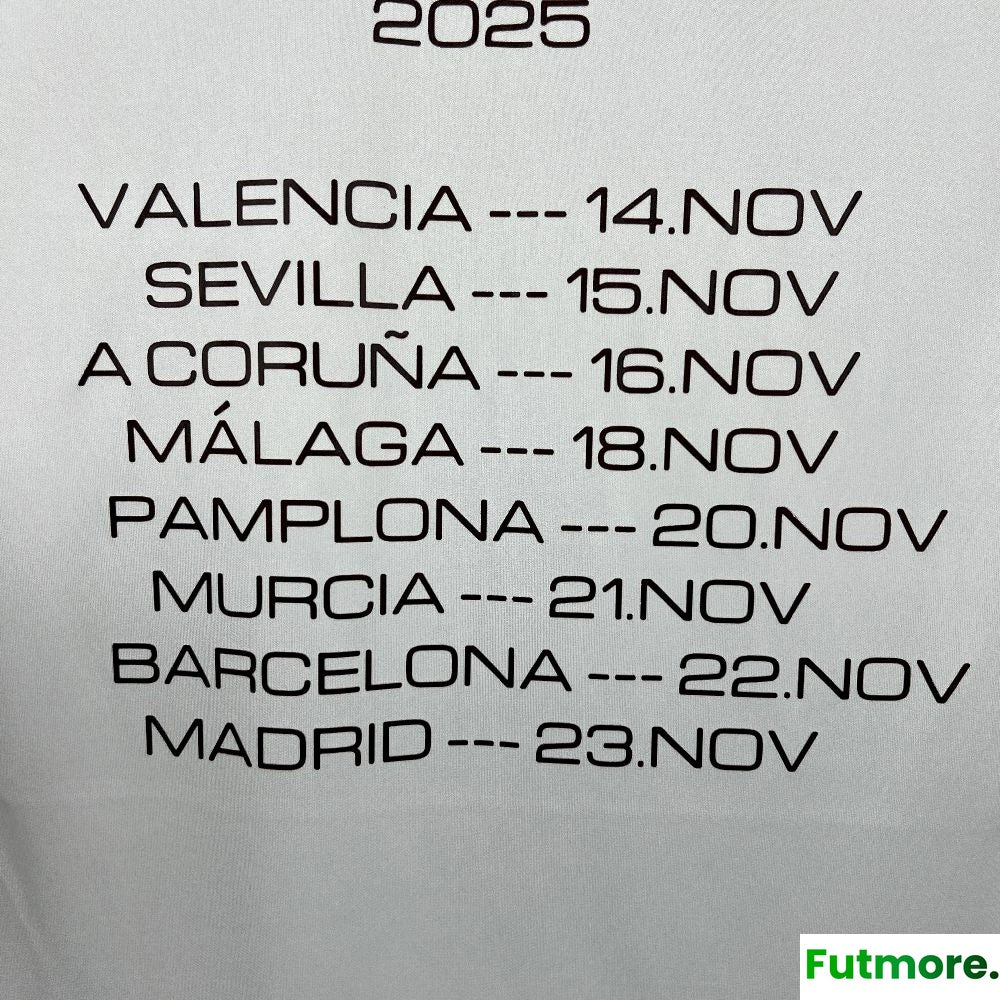 2025
VALENCIA --- 14.NOV
SEVILLA --- 15.NOV
A CORUÑA --- 16.NOV
MÁLAGA --- 18.NOV
PAMPLONA --- 20.NOV
MURCIA --- 21.NOV
BARCELONA --- 22.NOV
MADRID --- 23.NOV
Futmore.